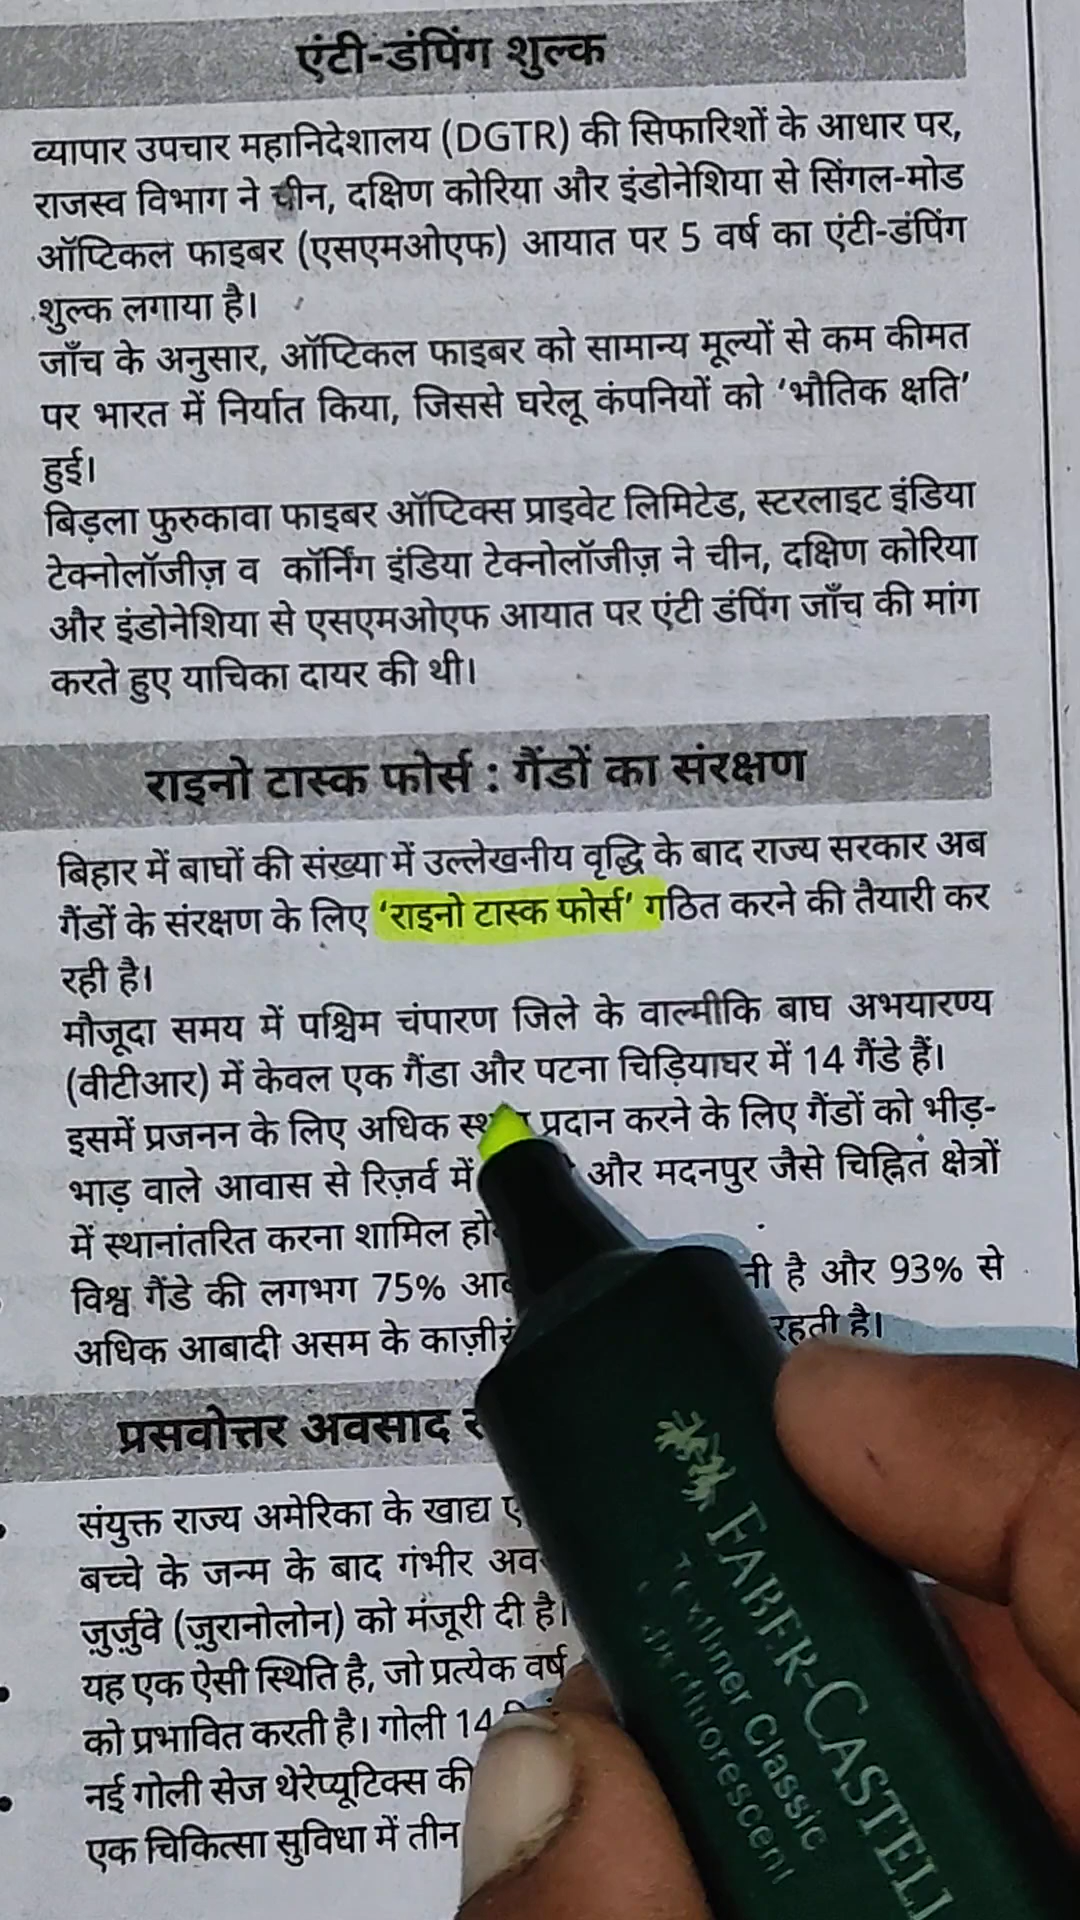 एंटी-डंपिंग शुल्क
व्यापार उपचार महानिदेशालय (DGTR) की सिफारिशों के आधार पर,
राजस्व विभाग ने चीन, दक्षिण कोरिया और इंडोनेशिया से सिंगल-मोड
ऑप्टिकल फाइबर (एसएमओएफ) आयात पर 5 वर्ष का एंटी-डंपिंग
शुल्क लगाया है।
जाँच के अनुसार, ऑप्टिकल फाइबर को सामान्य मूल्यों से कम कीमत
पर भारत में निर्यात किया, जिससे घरेलू कंपनियों को ‘भौतिक क्षति’
हुई।
बिड़ला फुरुकावा फाइबर ऑप्टिक्स प्राइवेट लिमिटेड, स्टरलाइट इंडिया
टेक्नोलॉजीज़ व कॉर्निंग इंडिया टेक्नोलॉजीज़ ने चीन, दक्षिण कोरिया
और इंडोनेशिया से एसएमओएफ आयात पर एंटी डंपिंग जाँच की मांग
करते हुए याचिका दायर की थी।
राइनो टास्क फोर्स : गैंडों का संरक्षण
बिहार में बाघों की संख्या में उल्लेखनीय वृद्धि के बाद राज्य सरकार अब
गैंडों के संरक्षण के लिए ‘राइनो टास्क फोर्स’ गठित करने की तैयारी कर
रही है।
मौजूदा समय में पश्चिम चंपारण जिले के वाल्मीकि बाघ अभयारण्य
(वीटीआर) में केवल एक गैंडा और पटना चिड़ियाघर में 14 गैंडे हैं।
इसमें प्रजनन के लिए अधिक प्रदान करने के लिए गैंडों को भीड़-
भाड़ वाले आवास से रिज़र्व में और मदनपुर जैसे चिह्नित क्षेत्रों
में स्थानांतरित करना शामिल
विश्व गैंडे की लगभग 75% है और 93% से
अधिक आबादी असम के रहती है।
प्रसवोत्तर अवसाद
संयुक्त राज्य अमेरिका के खाद्य
बच्चे के जन्म के बाद गंभीर
ज़ुर्ज़ुवे (ज़ुरानोलोन) को मंजूरी दी है।
यह एक ऐसी स्थिति है, जो प्रत्येक वर्ष
को प्रभावित करती है। गोली 14
नई गोली सेज थेरेप्यूटिक्स की
एक चिकित्सा सुविधा में तीन
FABER-CASTELL
Textliner Classic